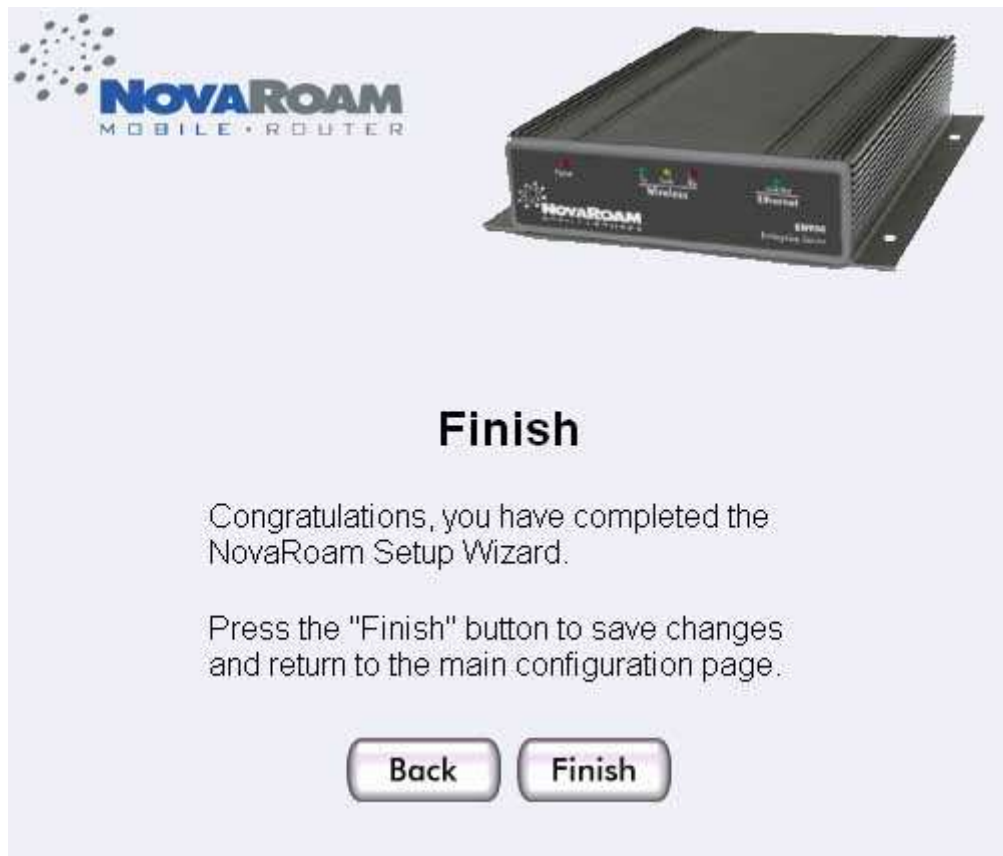 NOVAROAM
MOBILE · ROUTER
Power
Wireless
Ethernet
NOVAROAM
Finish
Congratulations, you have completed the
NovaRoam Setup Wizard.
Press the "Finish" button to save changes
and return to the main configuration page.
Back Finish